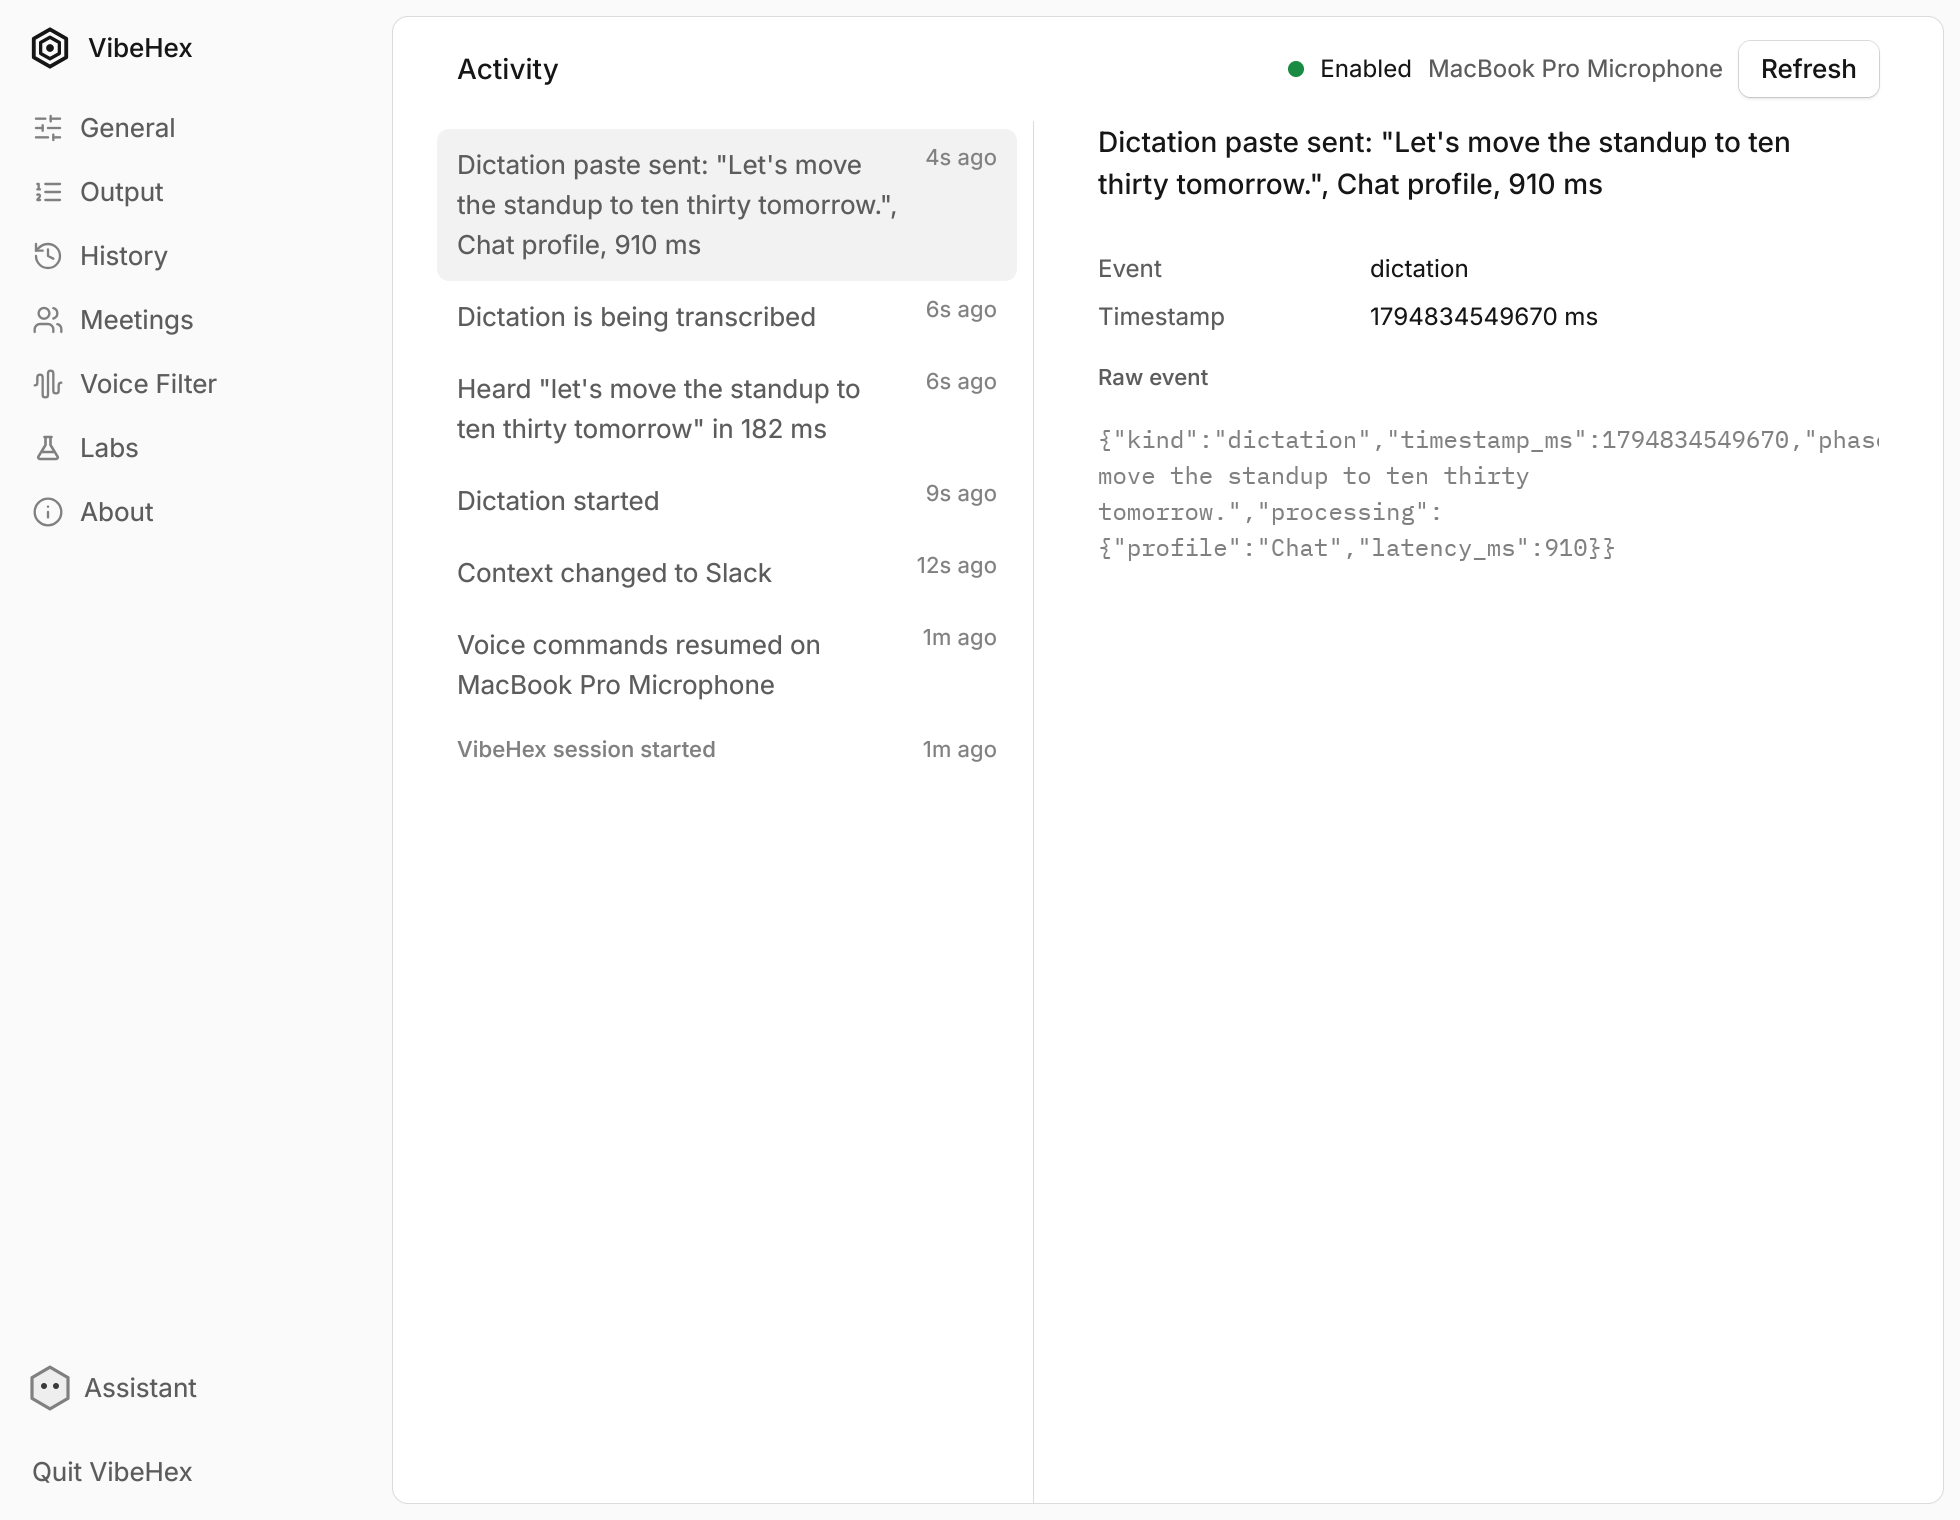 VibeHex
General
Output
History
Meetings
Voice Filter
Labs
About
Assistant
Quit VibeHex
Activity
Enabled MacBook Pro Microphone Refresh
Dictation paste sent: "Let's move 4s ago
the standup to ten thirty tomorrow.",
Chat profile, 910 ms
Dictation is being transcribed 6s ago
Heard "let's move the standup to 6s ago
ten thirty tomorrow" in 182 ms
Dictation started 9s ago
Context changed to Slack 12s ago
Voice commands resumed on 1m ago
MacBook Pro Microphone
VibeHex session started 1m ago
Dictation paste sent: "Let's move the standup to ten
thirty tomorrow.", Chat profile, 910 ms
Event dictation
Timestamp 1794834549670 ms
Raw event
{"kind":"dictation","timestamp_ms":1794834549670,"phas
move the standup to ten thirty
tomorrow.","processing":
{"profile":"Chat","latency_ms":910}}